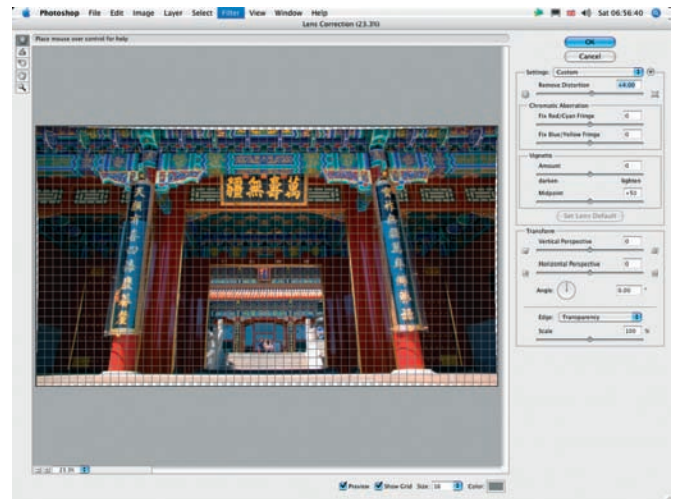 Photoshop File Edit Image Layer Select Filter View Window Help
Sat 06:56:40
Lens Correction (23.3%)
Place mouse over control for help
OK
Cancel
Settings: Custom
Remove Distortion +4.00
Chromatic Aberration
Fix Red/Cyan Fringe 0
Fix Blue/Yellow Fringe 0
Vignette
Amount 0
darken lighten
Midpoint +50
Set Lens Default
Transform
Vertical Perspective 0
Horizontal Perspective 0
Angle: 0.00 °
Edge: Transparency
Scale 100 %
疆無壽萬
23.3%
Preview Show Grid Size: 16 Color: